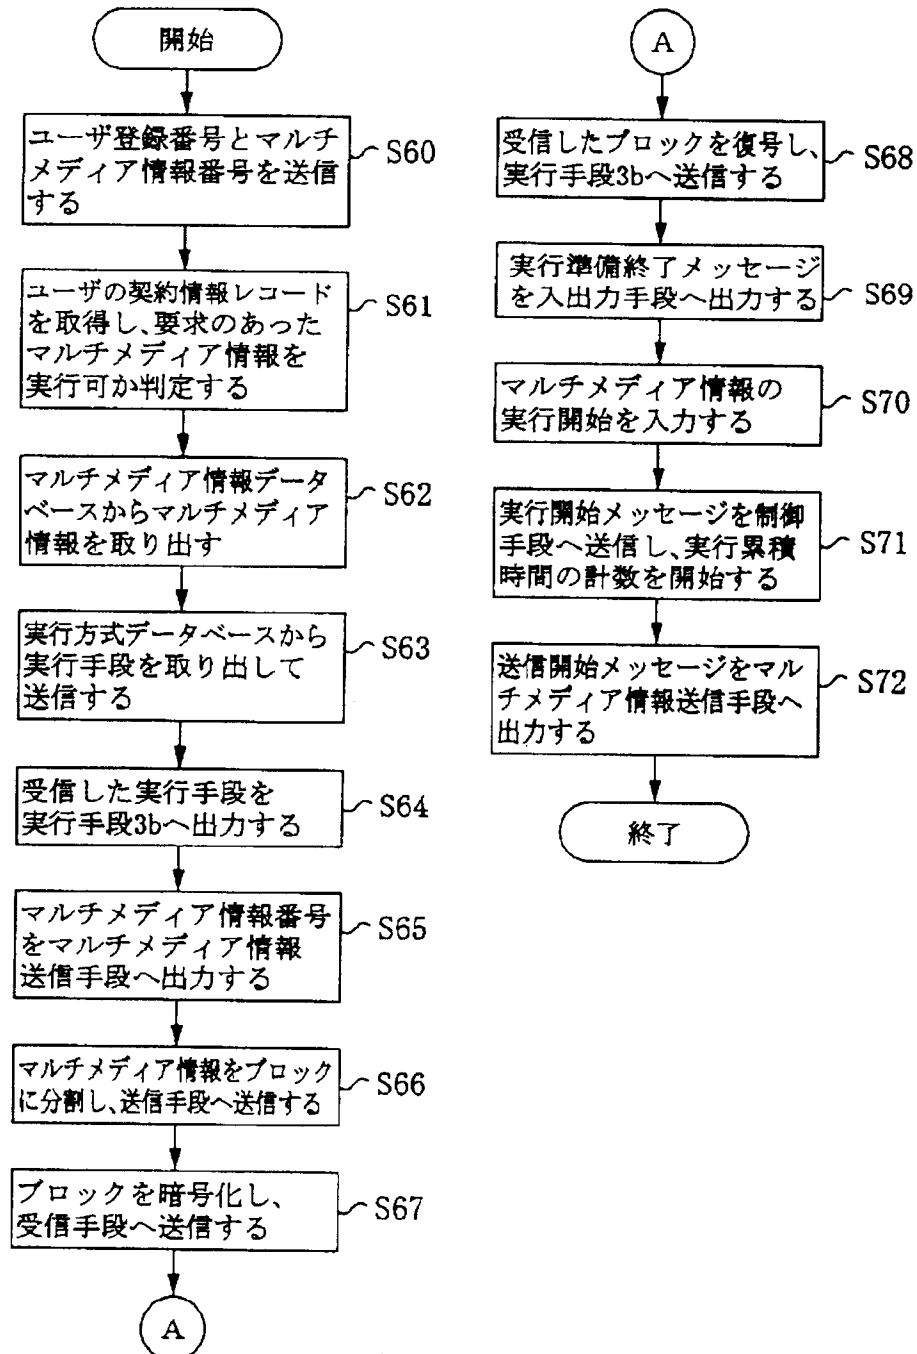 開始
ユーザ登録番号とマルチ
メディア情報番号を送信
する
S60
ユーザの契約情報レコード
を取得し、要求のあった
マルチメディア情報を
実行可か判定する
S61
マルチメディア情報データ
ベースからマルチメディア
情報を取り出す
S62
実行方式データベースから
実行手段を取り出して
送信する
S63
受信した実行手段を
実行手段3bへ出力する
S64
マルチメディア情報番号
をマルチメディア情報
送信手段へ出力する
S65
マルチメディア情報をブロック
に分割し、送信手段へ送信する
S66
ブロックを暗号化し、
受信手段へ送信する
S67
A
A
受信したブロックを復号し、
実行手段3bへ送信する
S68
実行準備終了メッセージ
を入出力手段へ出力する
S69
マルチメディア情報の
実行開始を入力する
S70
実行開始メッセージを制御
手段へ送信し、実行累積
時間の計数を開始する
S71
送信開始メッセージをマル
チメディア情報送信手段へ
出力する
S72
終了